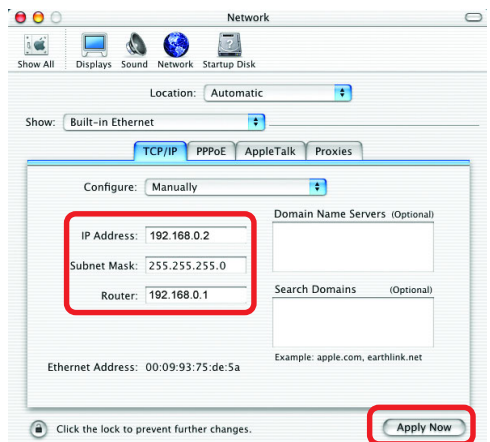 Network
Show All Displays Sound Network Startup Disk
Location: Automatic
Show: Built-in Ethernet
TCP/IP PPPoE AppleTalk Proxies
Configure: Manually
Domain Name Servers (Optional)
IP Address: 192.168.0.2
Subnet Mask: 255.255.255.0
Router: 192.168.0.1
Search Domains (Optional)
Example: apple.com, earthlink.net
Ethernet Address: 00:09:93:75:de:5a
Click the lock to prevent further changes.
Apply Now